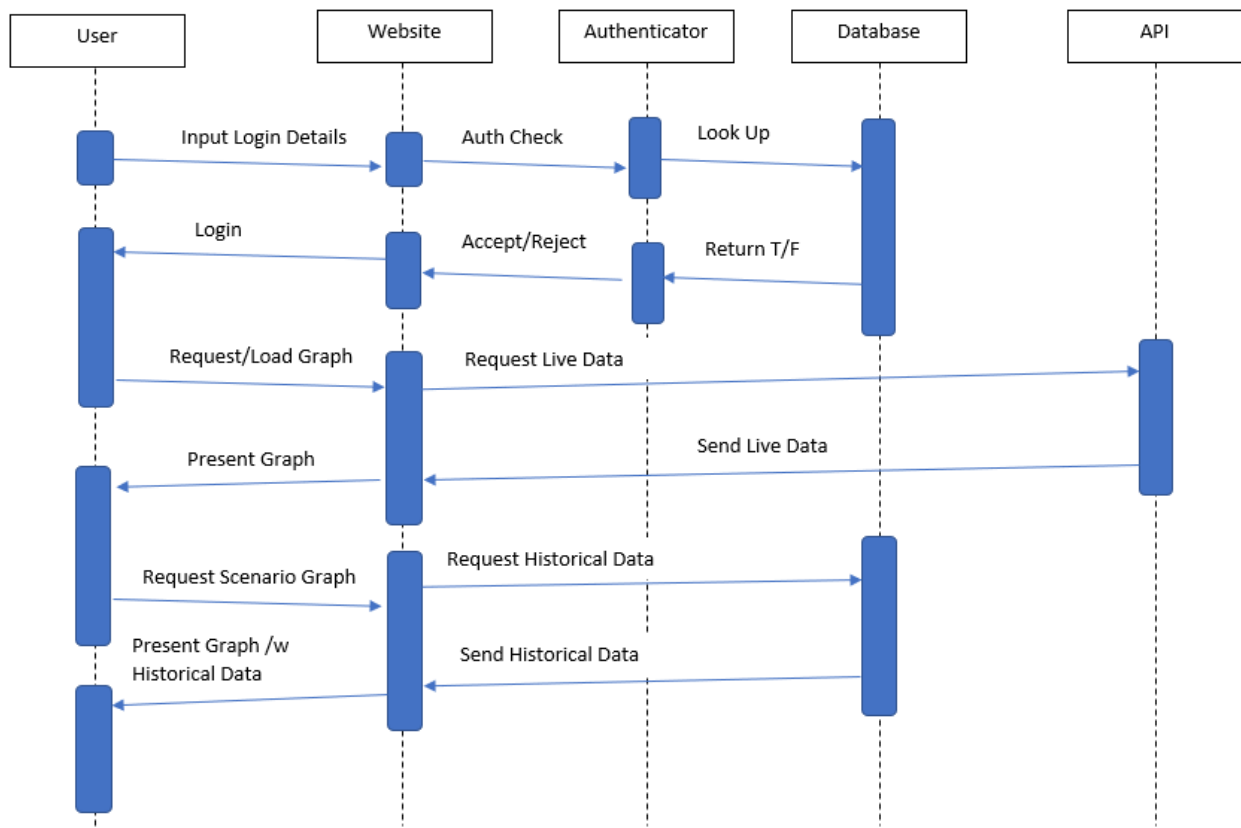 User
Website
Authenticator
Database
API
Input Login Details
Auth Check
Look Up
Login
Accept/Reject
Return T/F
Request/Load Graph
Request Live Data
Present Graph
Send Live Data
Request Scenario Graph
Request Historical Data
Present Graph /w
Historical Data
Send Historical Data